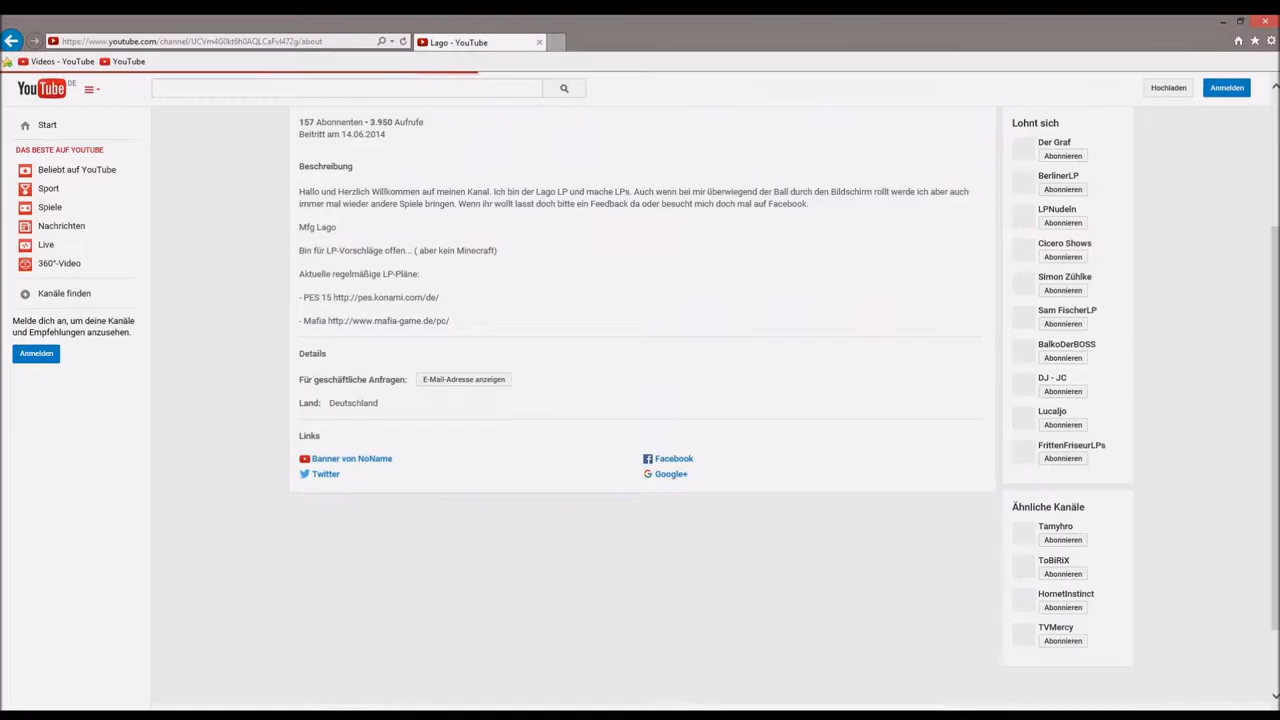 https://www.youtube.com/channel/UCVm4G0kt6h0AQLCaFvl472g/about
Lago - YouTube
Videos - YouTube
YouTube
YouTube DE
Hochladen
Anmelden
Start
DAS BESTE AUF YOUTUBE
Beliebt auf YouTube
Sport
Spiele
Nachrichten
Live
360°-Video
Kanäle finden
Melde dich an, um deine Kanäle
und Empfehlungen anzusehen.
Anmelden
157 Abonnenten • 3.950 Aufrufe
Beitritt am 14.06.2014
Beschreibung
Hallo und Herzlich Willkommen auf meinen Kanal. Ich bin der Lago LP und mache LPs. Auch wenn bei mir überwiegend der Ball durch den Bildschirm rollt werde ich aber auch
immer mal wieder andere Spiele bringen. Wenn ihr wollt lasst doch bitte ein Feedback da oder besucht mich doch mal auf Facebook.
Mfg Lago
Bin für LP-Vorschläge offen... ( aber kein Minecraft)
Aktuelle regelmäßige LP-Pläne:
- PES 15 http://pes.konami.com/de/
- Mafia http://www.mafia-game.de/pc/
Details
Für geschäftliche Anfragen: E-Mail-Adresse anzeigen
Land: Deutschland
Links
Banner von NoName
Facebook
Twitter
Google+
Lohnt sich
Der Graf
Abonnieren
BerlinerLP
Abonnieren
LPNudeln
Abonnieren
Cicero Shows
Abonnieren
Simon Zühlke
Abonnieren
Sam FischerLP
Abonnieren
BalkoDerBOSS
Abonnieren
DJ - JC
Abonnieren
Lucaljo
Abonnieren
FrittenFriseurLPs
Abonnieren
Ähnliche Kanäle
Tamyhro
Abonnieren
ToBiRiX
Abonnieren
HornetInstinct
Abonnieren
TVMercy
Abonnieren